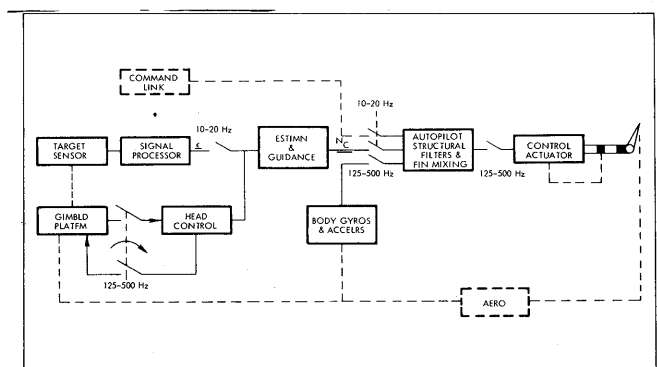 COMMAND
LINK
10-20 Hz
10-20 Hz
TARGET
SENSOR
SIGNAL
PROCESSOR
ε
ESTIMN
&
GUIDANCE
NC
AUTOPILOT
STRUCTURAL
FILTERS &
FIN MIXING
CONTROL
ACTUATOR
125-500 Hz
125-500 Hz
GIMBLD
PLATFM
HEAD
CONTROL
BODY GYROS
& ACCELRS
125-500 Hz
AERO